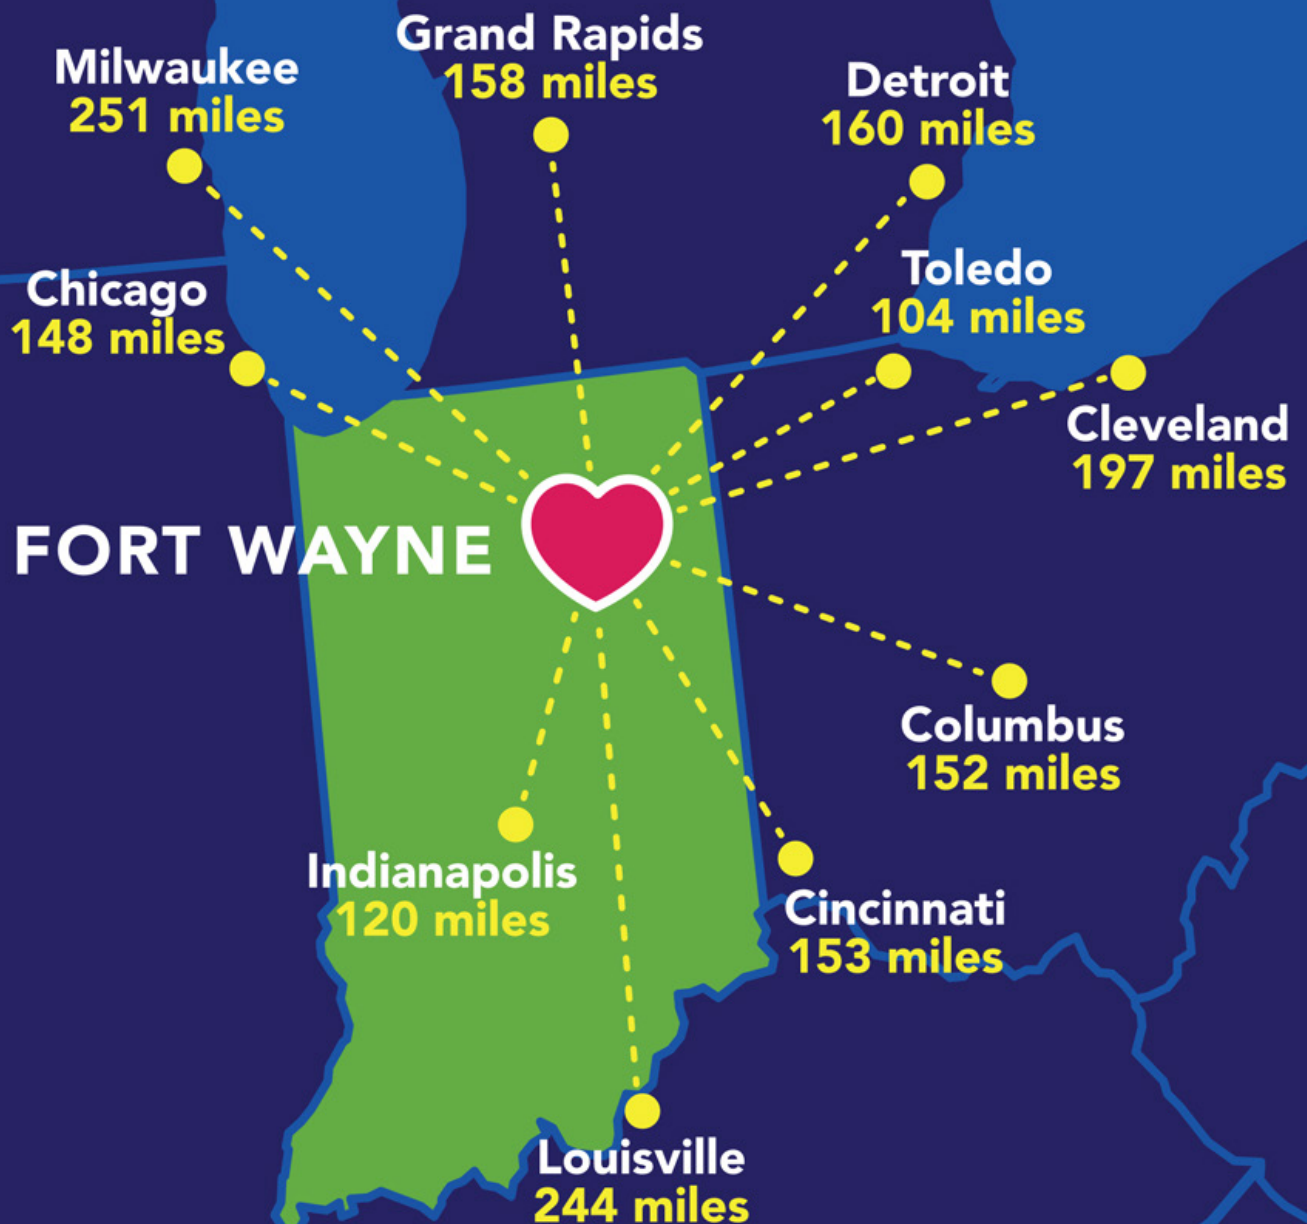 Grand Rapids
158 miles
Milwaukee
251 miles
Detroit
160 miles
Chicago
148 miles
Toledo
104 miles
Cleveland
197 miles
FORT WAYNE
Columbus
152 miles
Indianapolis
120 miles
Cincinnati
153 miles
Louisville
244 miles